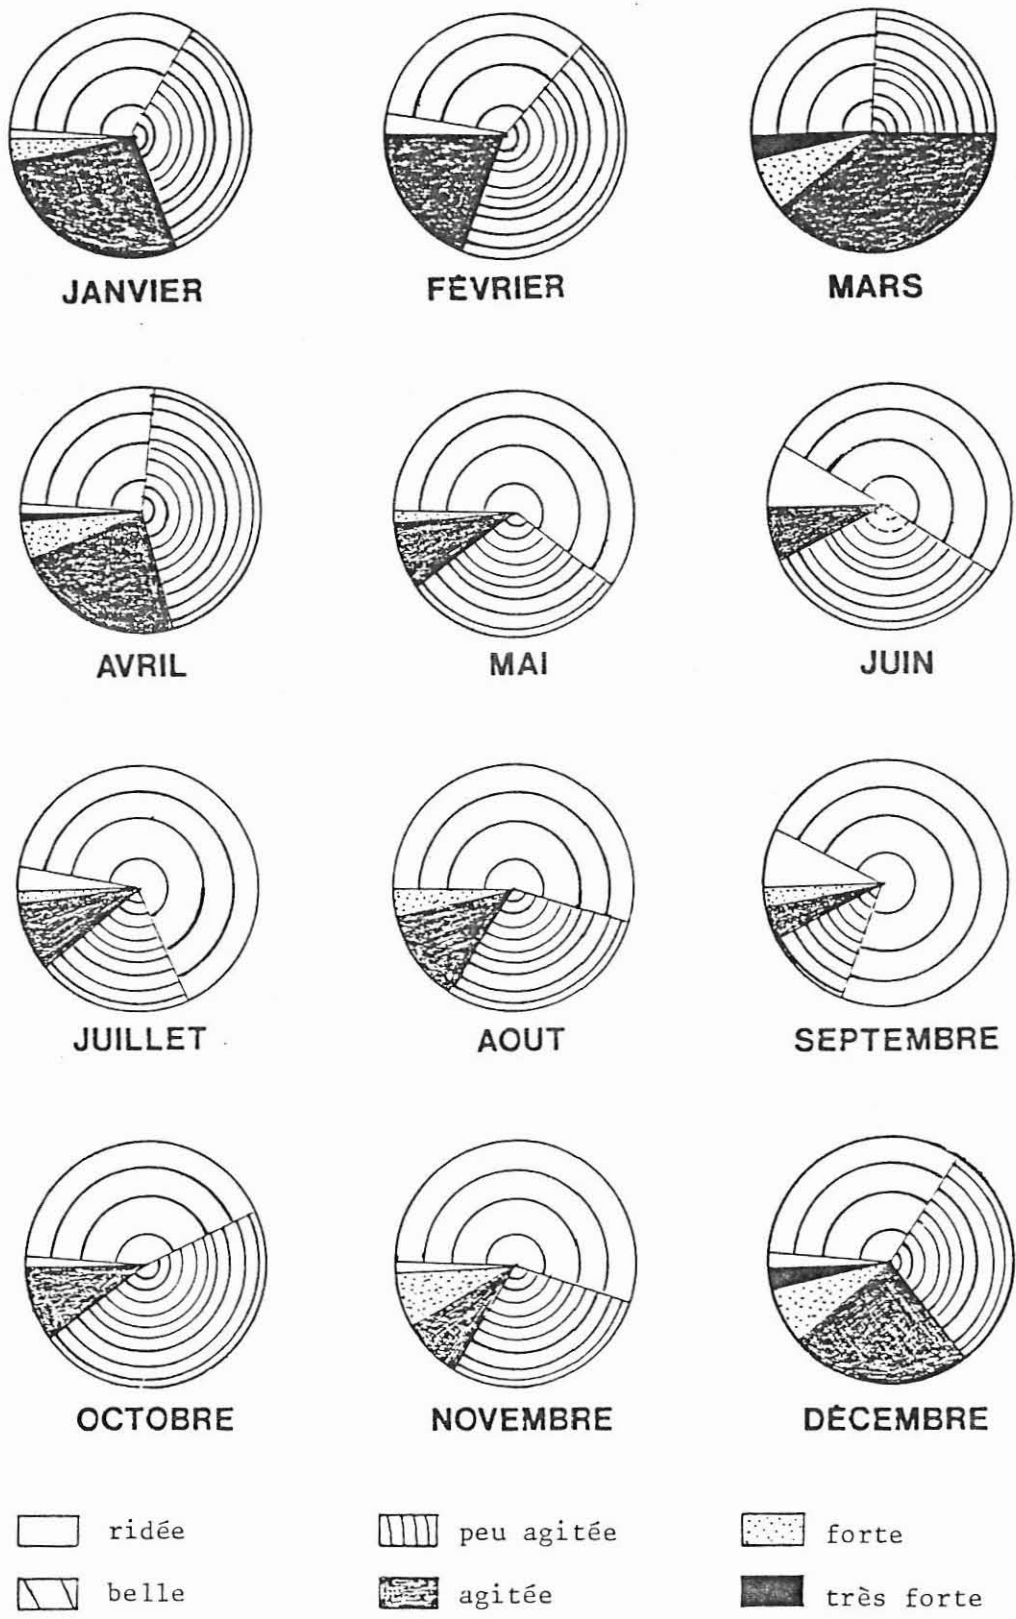 JANVIER FÉVRIER MARS
AVRIL MAI JUIN
JUILLET AOUT SEPTEMBRE
OCTOBRE NOVEMBRE DÉCEMBRE
ridée peu agitée forte
belle agitée très forte